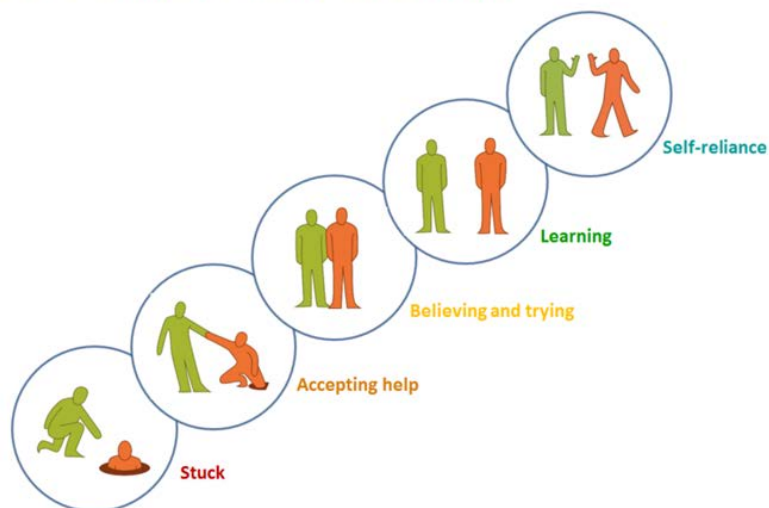 Self-reliance
Learning
Believing and trying
Accepting help
Stuck